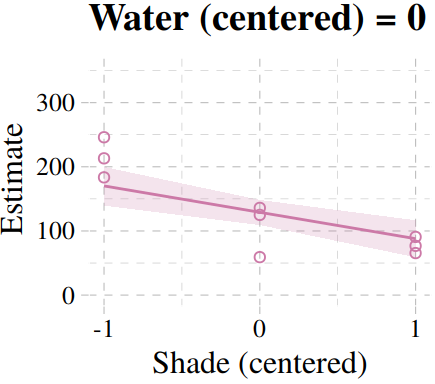 Water (centered) = 0
Estimate
300
200
100
0
-1 0 1
Shade (centered)